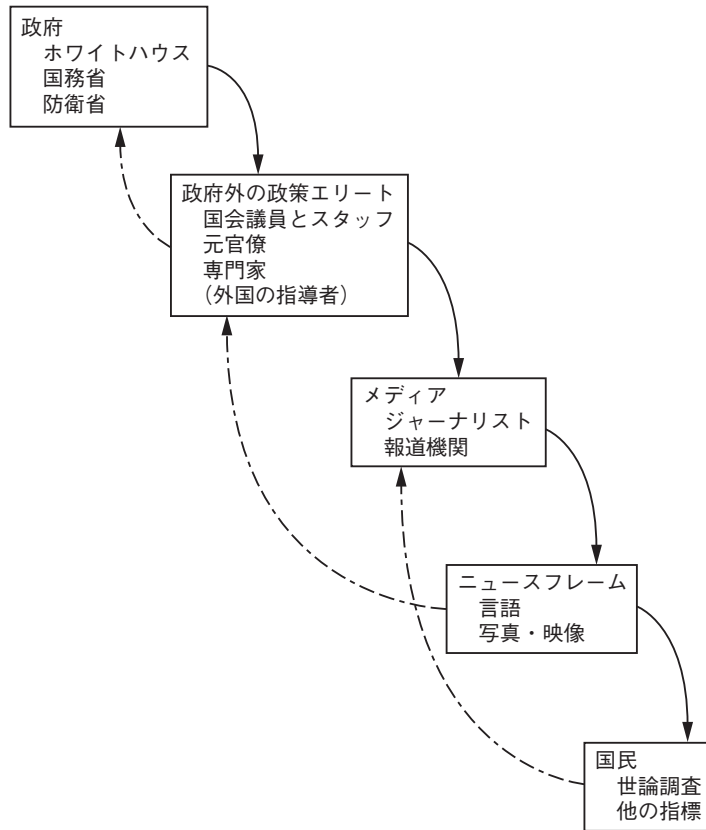 政府
ホワイトハウス
国務省
防衛省
政府外の政策エリート
国会議員とスタッフ
元官僚
専門家
（外国の指導者）
メディア
ジャーナリスト
報道機関
ニュースフレーム
言語
写真・映像
国民
世論調査
他の指標